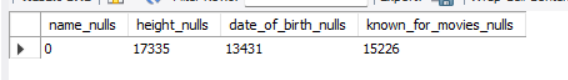 name_nulls height_nulls date_of_birth_nulls known_for_movies_nulls
0 17335 13431 15226